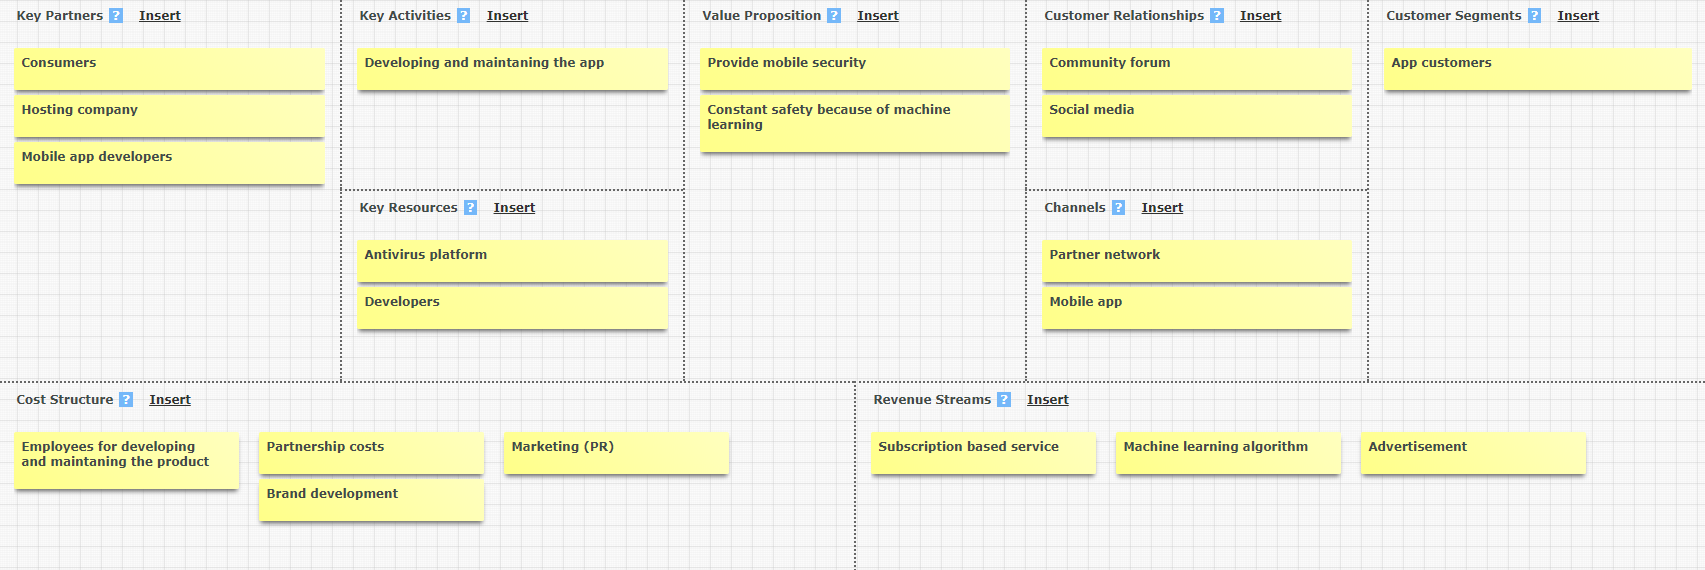 Key Partners ? Insert
Consumers
Hosting company
Mobile app developers
Key Activities ? Insert
Developing and maintaning the app
Key Resources ? Insert
Antivirus platform
Developers
Value Proposition ? Insert
Provide mobile security
Constant safety because of machine
learning
Customer Relationships ? Insert
Community forum
Social media
Channels ? Insert
Partner network
Mobile app
Customer Segments ? Insert
App customers
Cost Structure ? Insert
Employees for developing
and maintaning the product
Partnership costs
Brand development
Marketing (PR)
Revenue Streams ? Insert
Subscription based service
Machine learning algorithm
Advertisement